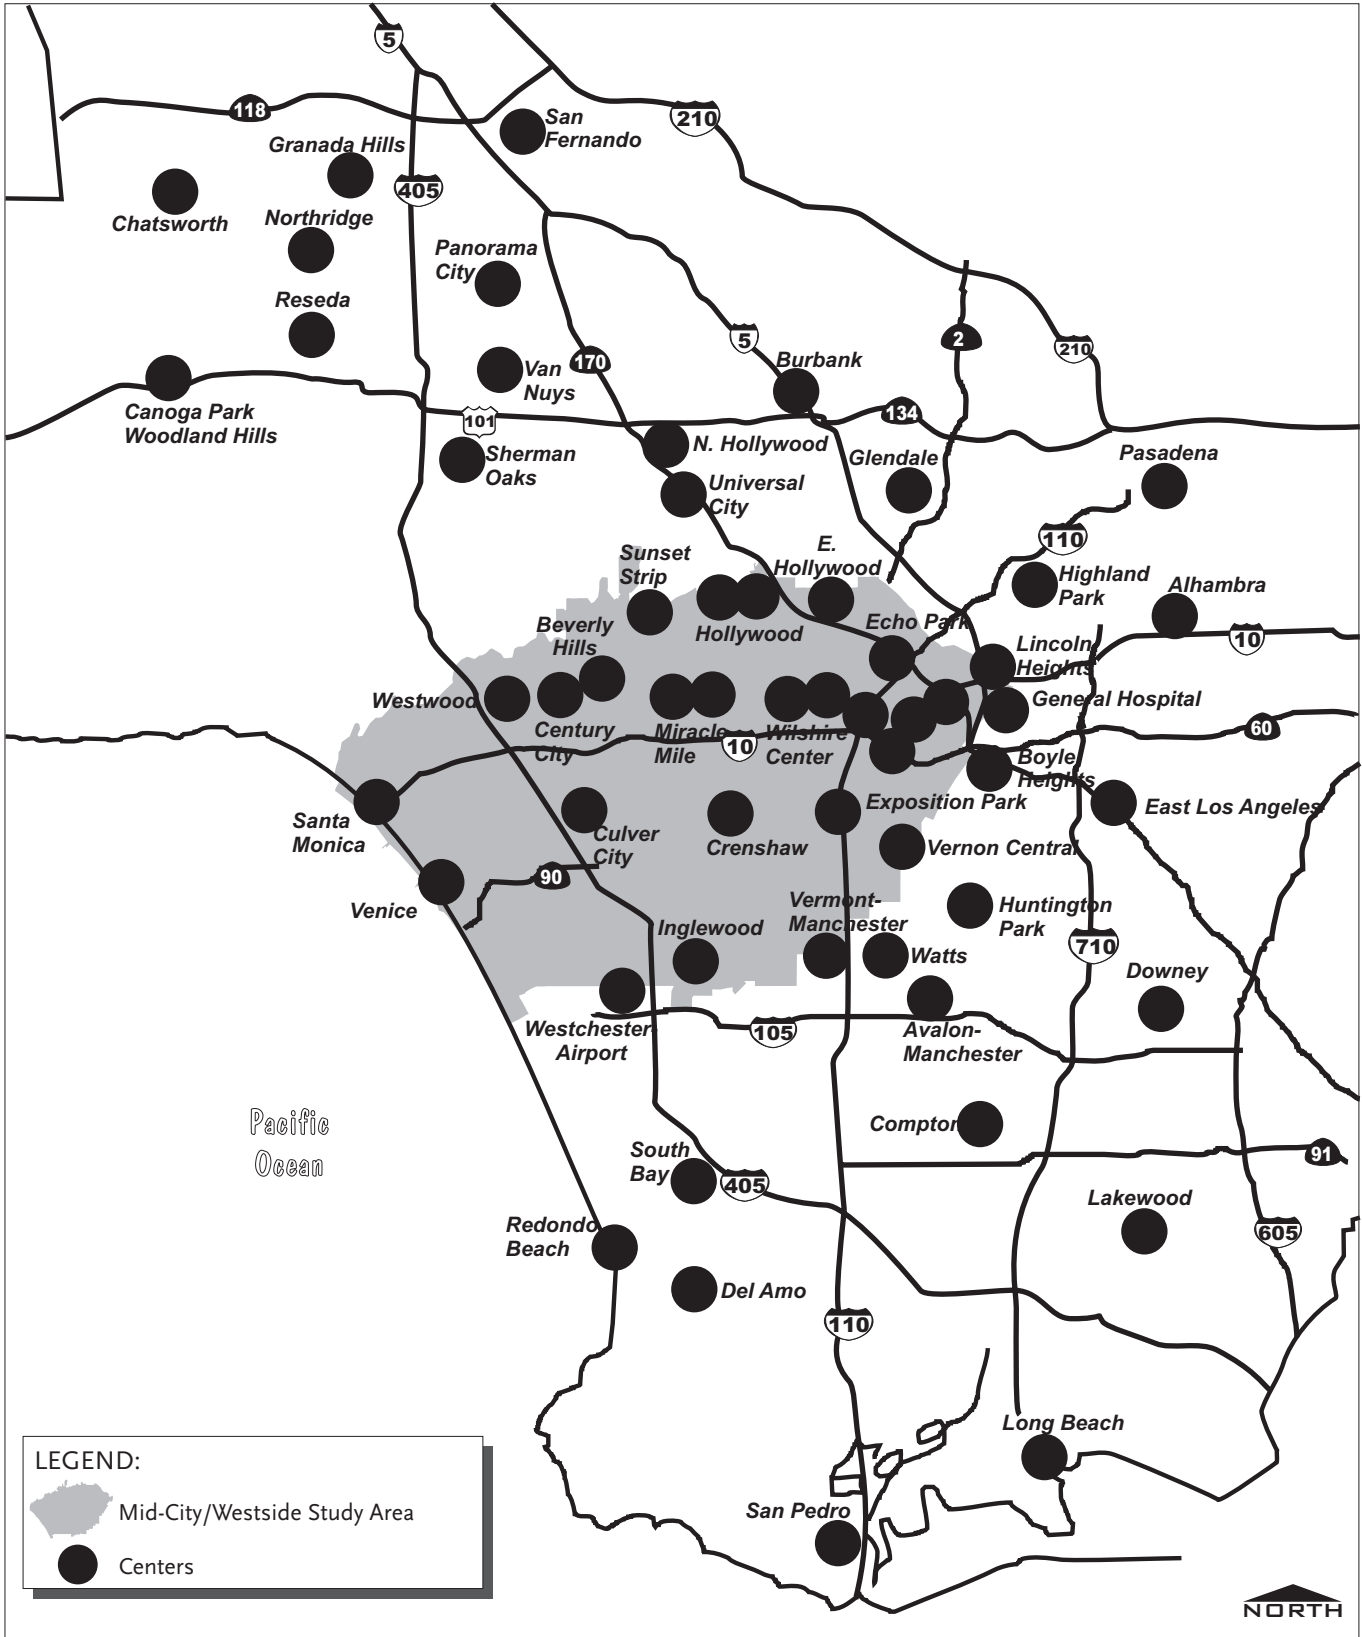 5
118
San
Fernando
210
Granada Hills
405
Chatsworth
Northridge
Panorama
City
Reseda
5
2
210
170
Van
Nuys
Burbank
Canoga Park
Woodland Hills
101
134
Sherman
Oaks
N. Hollywood
Glendale
Pasadena
Universal
City
110
Sunset
Strip
E.
Hollywood
Highland
Park
Alhambra
Beverly
Hills
Hollywood
Echo Park
Lincoln
Heights
10
Westwood
General Hospital
Century
City
Miracle
Mile
10
Wilshire
Center
60
Boyle
Heights
Santa
Monica
Culver
City
Crenshaw
Exposition Park
East Los Angeles
Vernon Central
90
Venice
Vermont-
Manchester
Huntington
Park
Inglewood
Watts
710
Downey
Westchester-
Airport
105
Avalon-
Manchester
Pacific
Ocean
Compton
91
South
Bay
405
Lakewood
Redondo
Beach
605
Del Amo
110
Long Beach
San Pedro
LEGEND:
Mid-City/Westside Study Area
Centers
NORTH